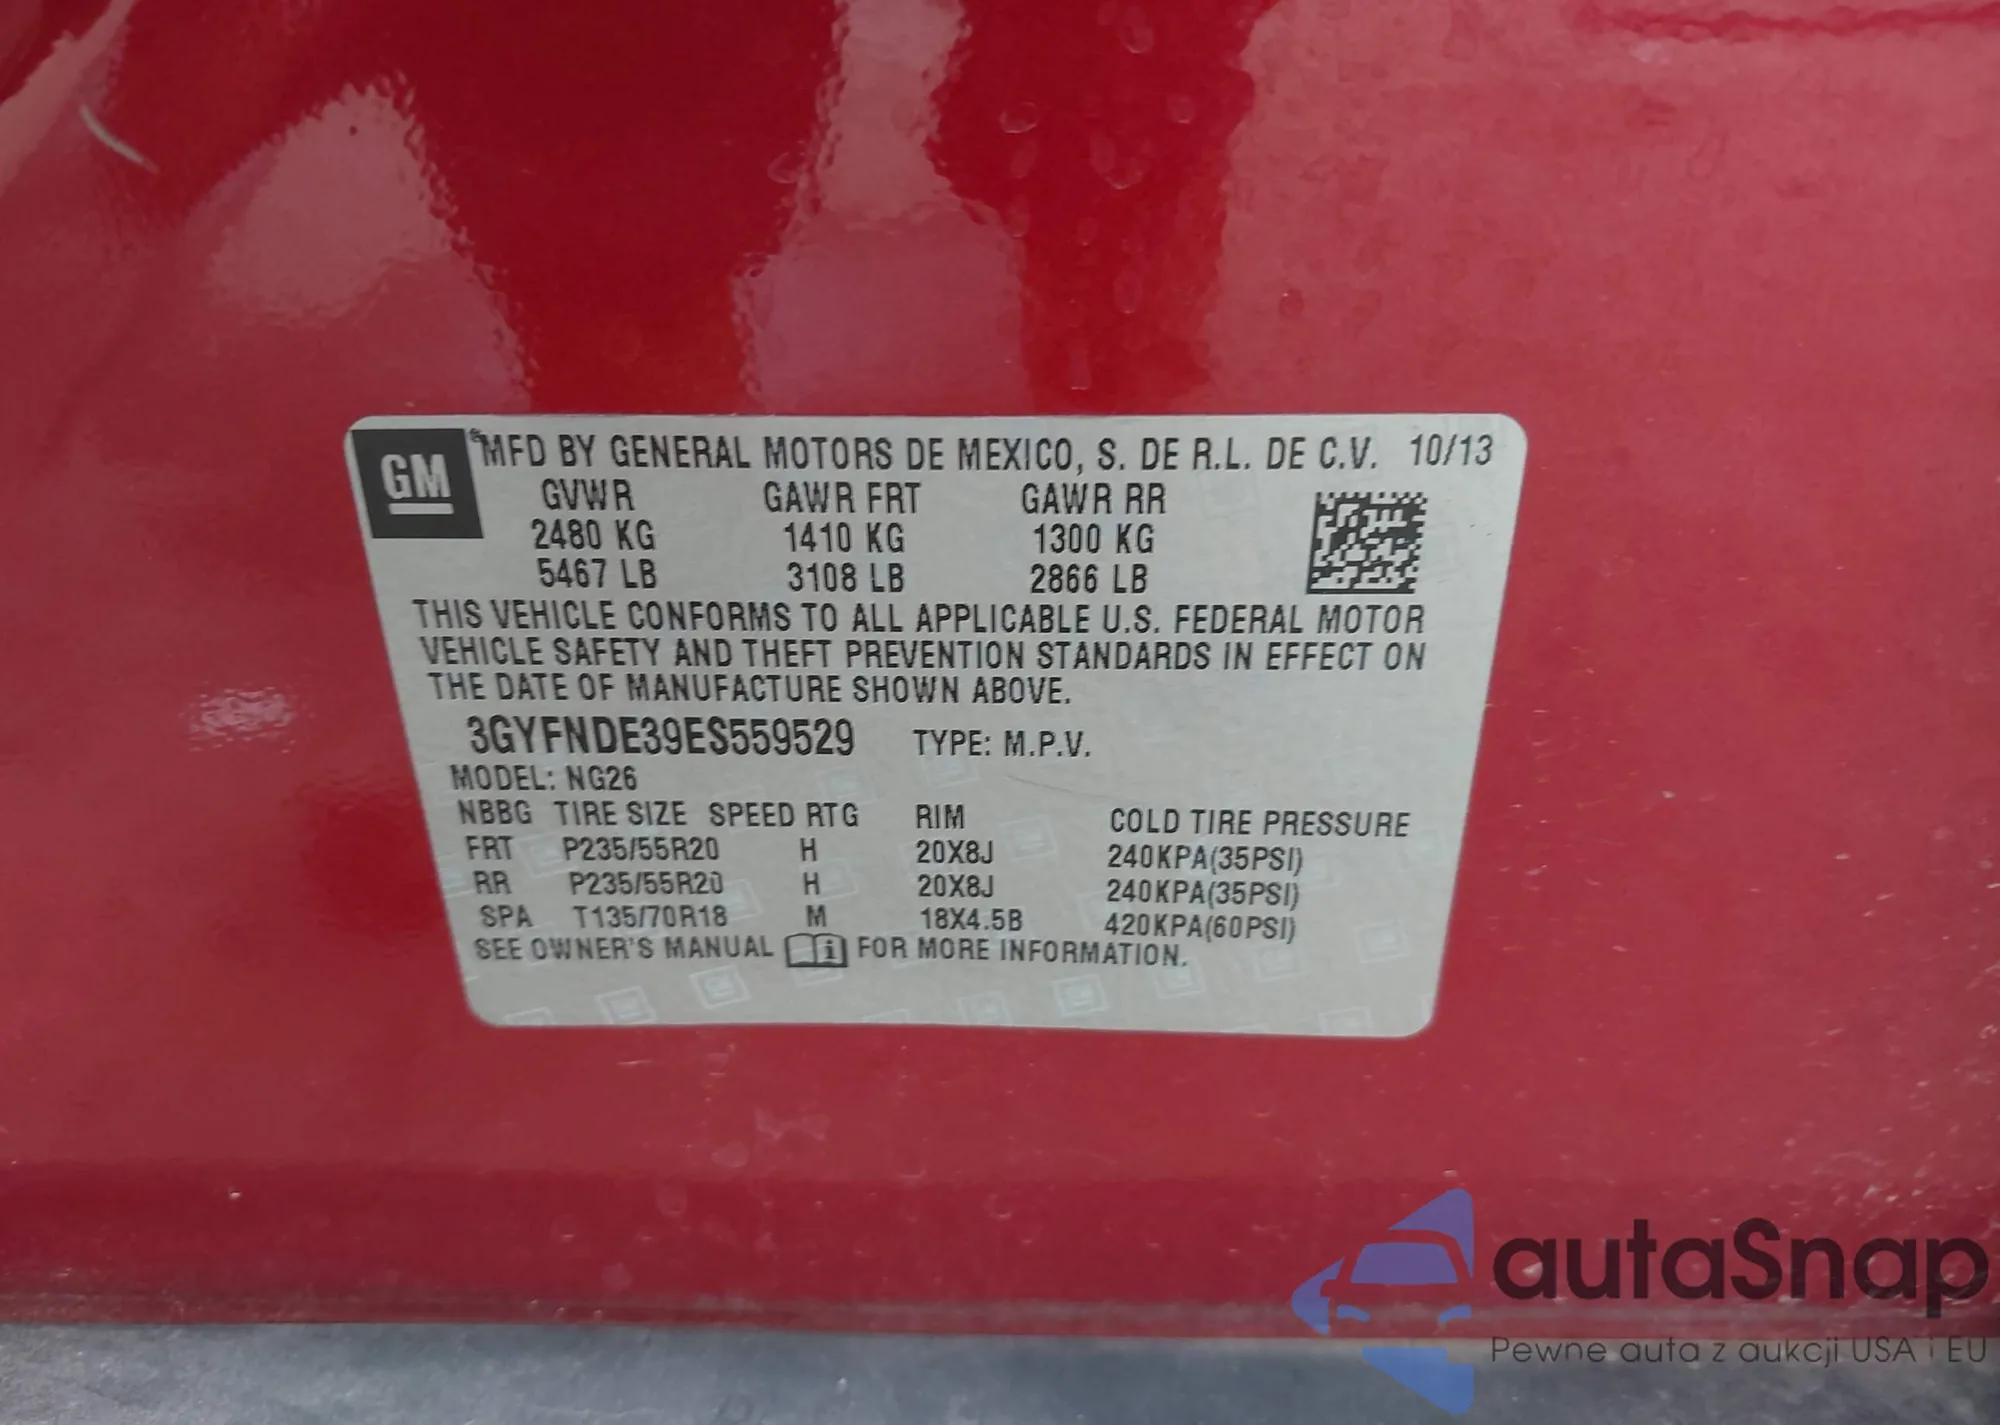 GM
MFD BY GENERAL MOTORS DE MEXICO, S. DE R.L. DE C.V. 10/13
GVWR GAWR FRT GAWR RR
2480 KG 1410 KG 1300 KG
5467 LB 3108 LB 2866 LB
THIS VEHICLE CONFORMS TO ALL APPLICABLE U.S. FEDERAL MOTOR
VEHICLE SAFETY AND THEFT PREVENTION STANDARDS IN EFFECT ON
THE DATE OF MANUFACTURE SHOWN ABOVE.
3GYFNDE39ES559529 TYPE: M.P.V.
MODEL: NG26
NBBG TIRE SIZE SPEED RTG RIM COLD TIRE PRESSURE
FRT P235/55R20 H 20X8J 240KPA(35PSI)
RR P235/55R20 H 20X8J 240KPA(35PSI)
SPA T135/70R18 M 18X4.5B 420KPA(60PSI)
SEE OWNER'S MANUAL i FOR MORE INFORMATION.
autaSnap
Pewne auta z aukcji USA i EU